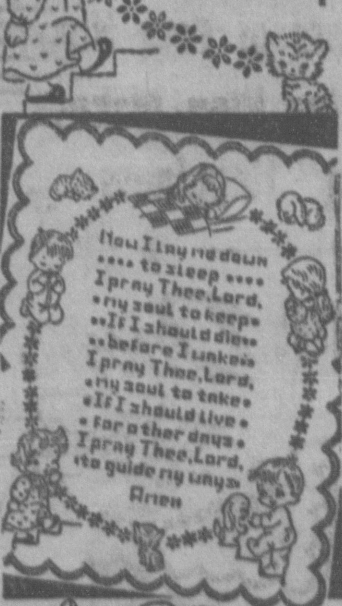 Now I lay me down
to sleep
I pray Thee, Lord,
my soul to keep
If I should die
before I wake
I pray Thee, Lord,
my soul to take
If I should live
for other days
I pray Thee, Lord,
to guide my ways
Amen